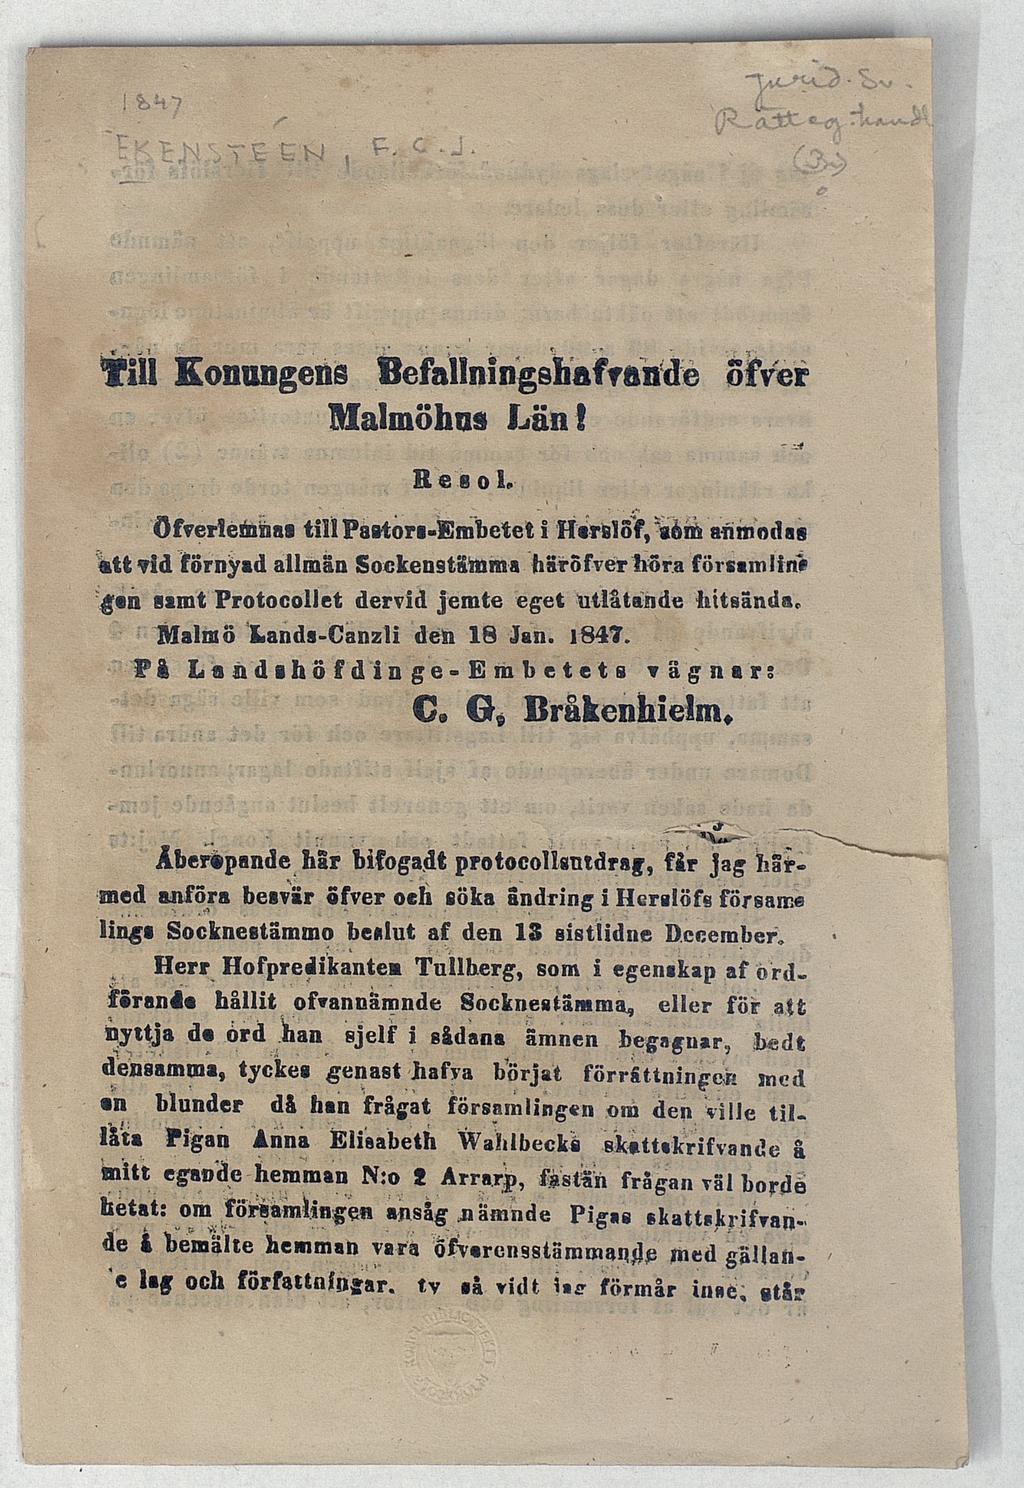 1847
Jurid. Sv.
Rättegh.handl
EKENSTEEN, F. C. J.
(Br)
Till Konungens Befallningshafvande öfver
Malmöhus Län!
Resol.
Öfverlemnas till Pastors-Embetet i Herslöf, som anmodas
att vid förnyad allmän Sockenstämma häröfver höra församlin-
gen samt Protocollet dervid jemte eget utlåtande hitsända.
Malmö Lands-Canzli den 18 Jan. 1847.
På Landshöfdinge-Embetets vägnar:
C. G. Bråkenhielm.
Åberopande här bifogadt protocollsutdrag, får jag här-
med anföra besvär öfver och söka ändring i Herslöfs försam-
lings Socknestämmo beslut af den 13 sistlidne December.
Herr Hofpredikanten Tullberg, som i egenskap af ord-
förande hållit ofvannämnde Socknestämma, eller för att
nyttja de ord han sjelf i sådana ämnen begagnar, bedt
densamma, tyckes genast hafva börjat förrättningen med
en blunder då han frågat församlingen om den ville til-
låta Pigan Anna Elisabeth Wahlbecks skattskrifvande å
mitt egande hemman N:o 2 Arrarp, fastän frågan väl borde
hetat: om församlingen ansåg nämnde Pigas skattskrifvan-
de å bemälte hemman vara öfverensstämmande med gällan-
e lag och författningar. ty så vidt jag förmår inse, står